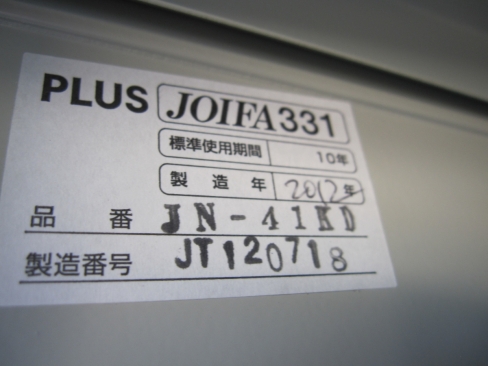 PLUS JOIFA331
標準使用期間 10年
製造年 2012年
品番 JN-41KD
製造番号 JT120718